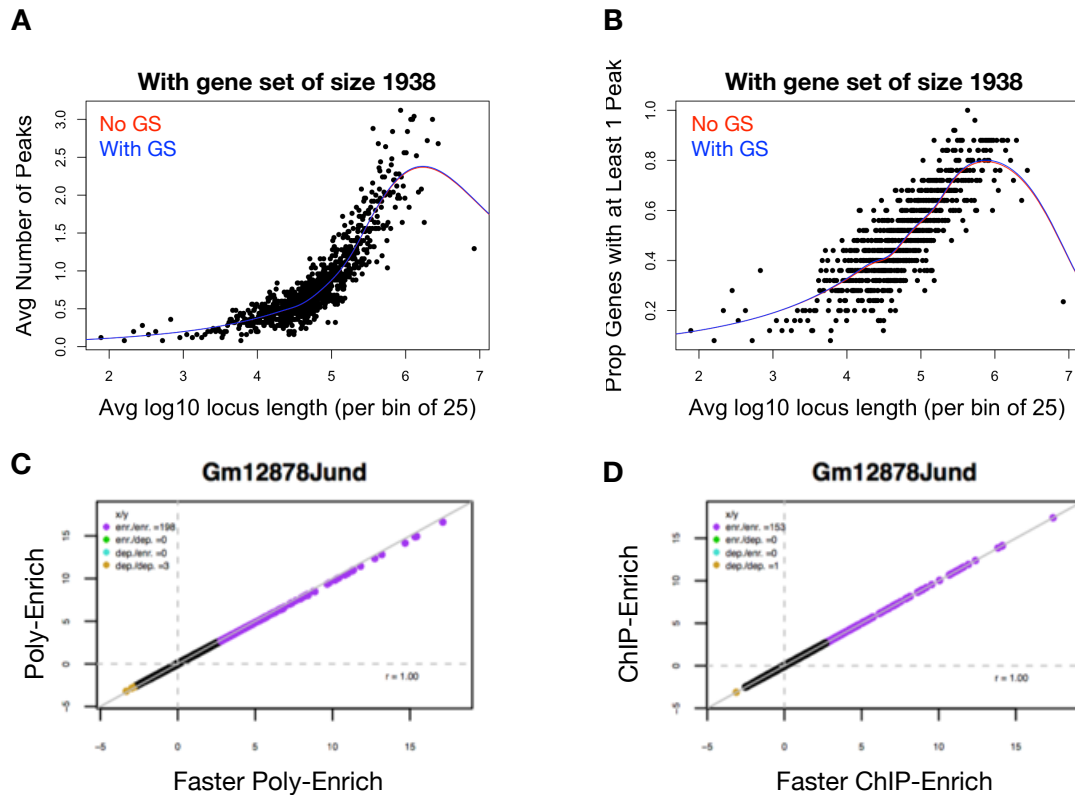 A
B
With gene set of size 1938
With gene set of size 1938
Avg Number of Peaks
0.0 0.5 1.0 1.5 2.0 2.5 3.0
No GS
With GS
2 3 4 5 6 7
Avg log10 locus length (per bin of 25)
Prop Genes with at Least 1 Peak
0.2 0.4 0.6 0.8 1.0
No GS
With GS
2 3 4 5 6 7
Avg log10 locus length (per bin of 25)
C
Gm12878Jund
Poly-Enrich
-5 0 5 10 15
x/y
enr./enr. =198
enr./dep. =0
dep./enr. =0
dep./dep. =3
r = 1.00
-5 0 5 10 15
Faster Poly-Enrich
D
Gm12878Jund
ChIP-Enrich
-5 0 5 10 15
x/y
enr./enr. =153
enr./dep. =0
dep./enr. =0
dep./dep. =1
r = 1.00
-5 0 5 10 15
Faster ChIP-Enrich